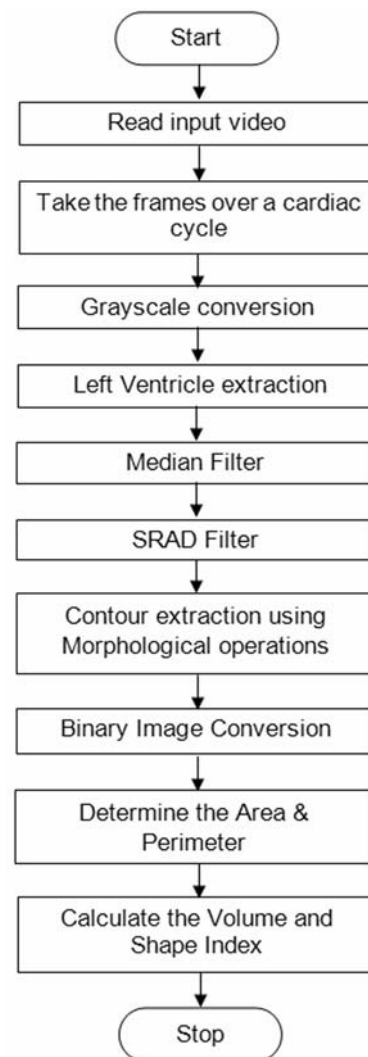 Start
Read input video
Take the frames over a cardiac
cycle
Grayscale conversion
Left Ventricle extraction
Median Filter
SRAD Filter
Contour extraction using
Morphological operations
Binary Image Conversion
Determine the Area &
Perimeter
Calculate the Volume and
Shape Index
Stop